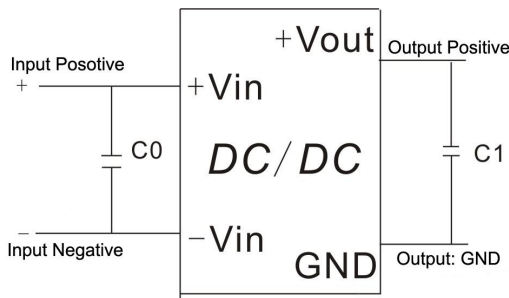 +Vout
Output Positive
Input Posotive
+
+Vin
C0
DC/DC
C1
−
−Vin
Input Negative
GND
Output: GND